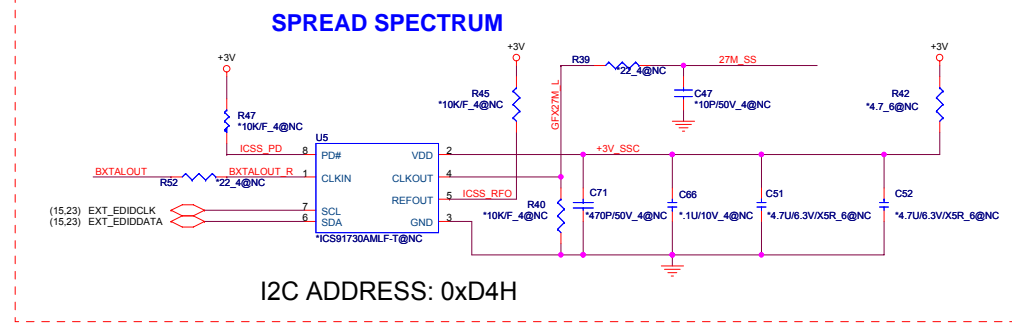 SPREAD SPECTRUM
+3V
+3V
+3V
R39
*22_4@NC
27M_SS
R47
*10K/F_4@NC
R45
*10K/F_4@NC
GFX27M_L
C47
*10P/50V_4@NC
R42
*4.7_6@NC
U5
ICSS_PD
8
PD#
VDD
2
+3V_SSC
BXTALOUT
R52
*22_4@NC
BXTALOUT_R
1
CLKIN
CLKOUT
4
REFOUT
5
ICSS_RFO
(15,23) EXT_EDIDCLK
7
SCL
(15,23) EXT_EDIDDATA
6
SDA
GND
3
*ICS91730AMLF-T@NC
R40
*10K/F_4@NC
C71
*470P/50V_4@NC
C66
*.1U/10V_4@NC
C51
*4.7U/6.3V/X5R_6@NC
C52
*4.7U/6.3V/X5R_6@NC
I2C ADDRESS: 0xD4H